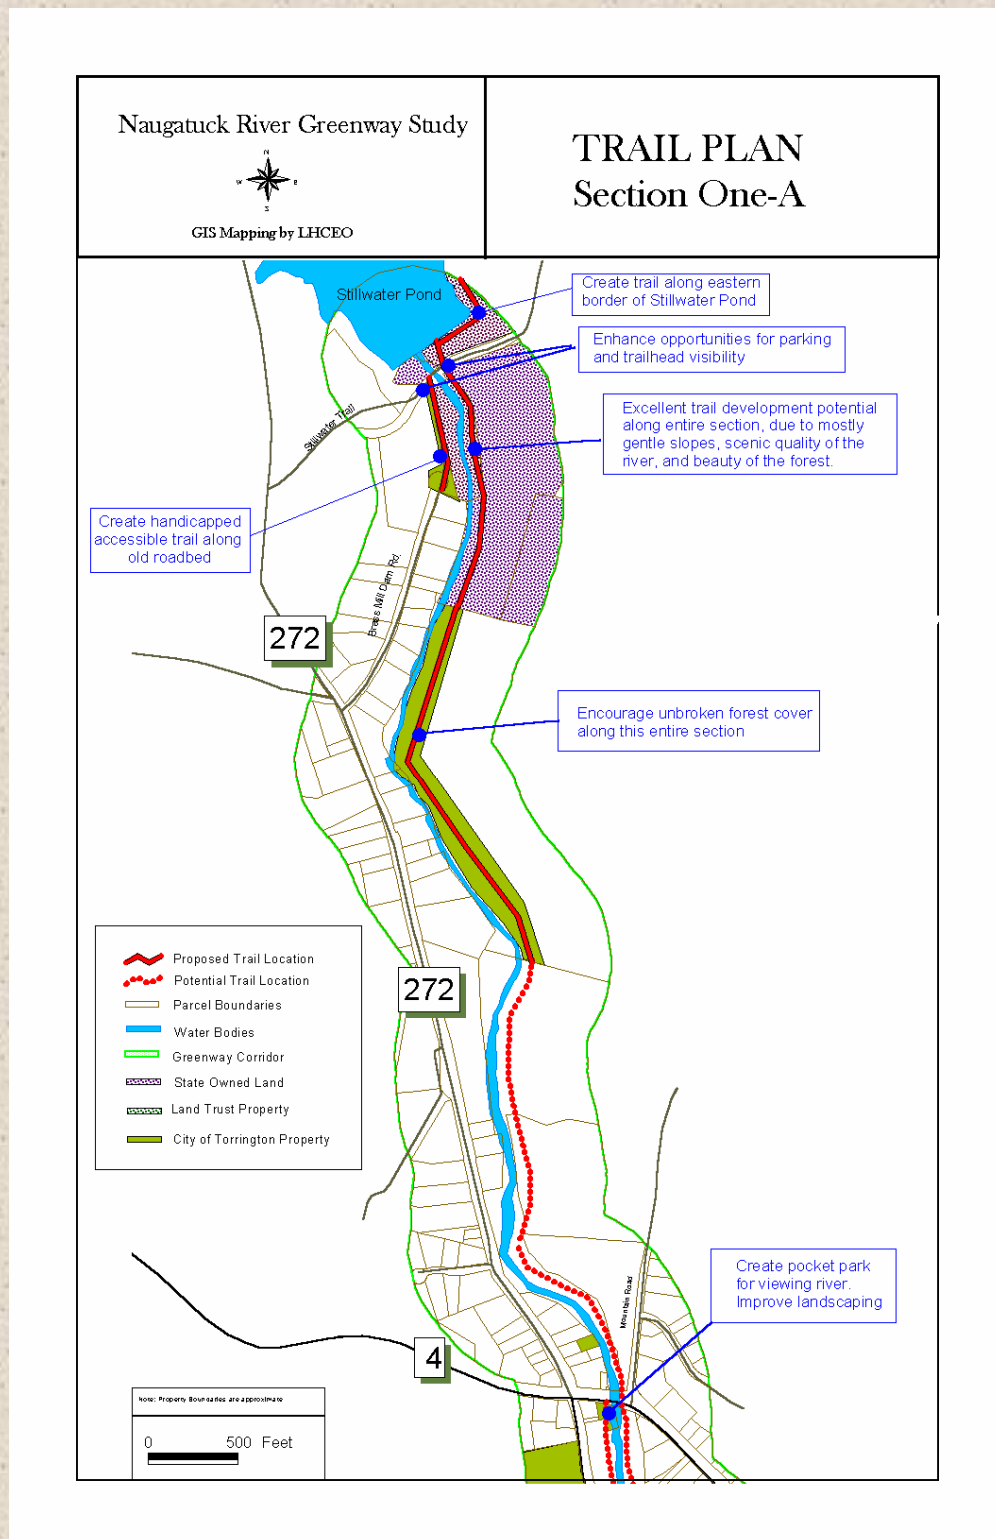 Naugatuck River Greenway Study
N
W
E
S
GIS Mapping by LHCEO
TRAIL PLAN
Section One-A
Stillwater Pond
Create trail along eastern
border of Stillwater Pond
Enhance opportunities for parking
and trailhead visibility
Excellent trail development potential
along entire section, due to mostly
gentle slopes, scenic quality of the
river, and beauty of the forest.
Stillwater Trail
Create handicapped
accessible trail along
old roadbed
Brass Mill Dam Rd.
272
Encourage unbroken forest cover
along this entire section
Proposed Trail Location
Potential Trail Location
Parcel Boundaries
Water Bodies
Greenway Corridor
State Owned Land
Land Trust Property
City of Torrington Property
272
Create pocket park
for viewing river.
Improve landscaping
Mountain Road
4
Note: Property Boundaries are approximate
0 500 Feet